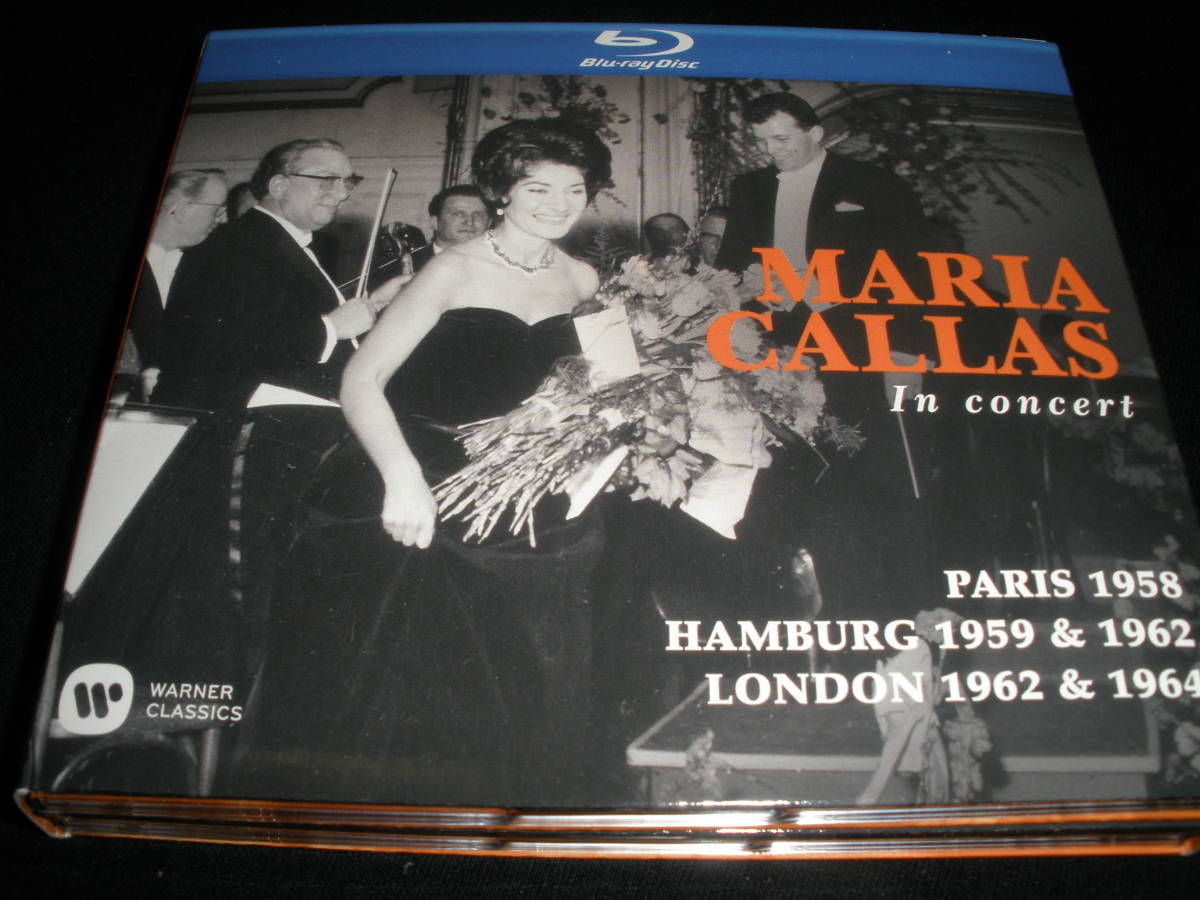 Blu-ray Disc
MARIA
CALLAS
In concert
PARIS 1958
HAMBURG 1959 & 1962
LONDON 1962 & 1964
WARNER
CLASSICS